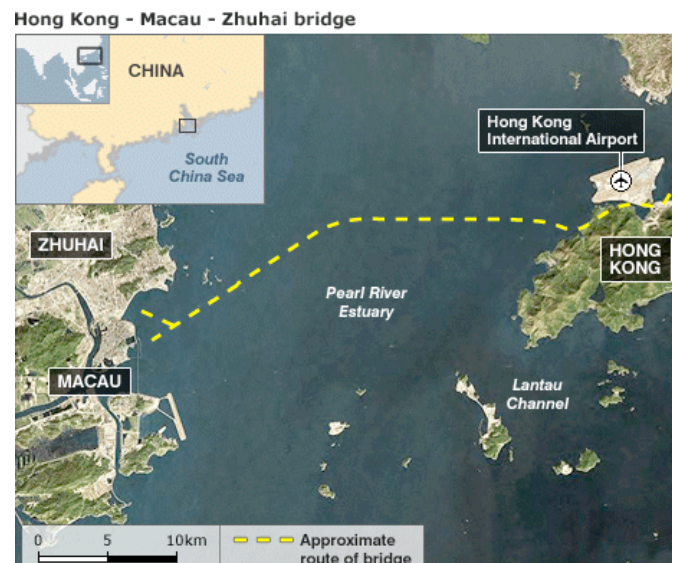 Hong Kong - Macau - Zhuhai bridge
CHINA
South
China Sea
Hong Kong
International Airport
ZHUHAI
HONG
KONG
Pearl River
Estuary
MACAU
Lantau
Channel
0 5 10km
Approximate
route of bridge